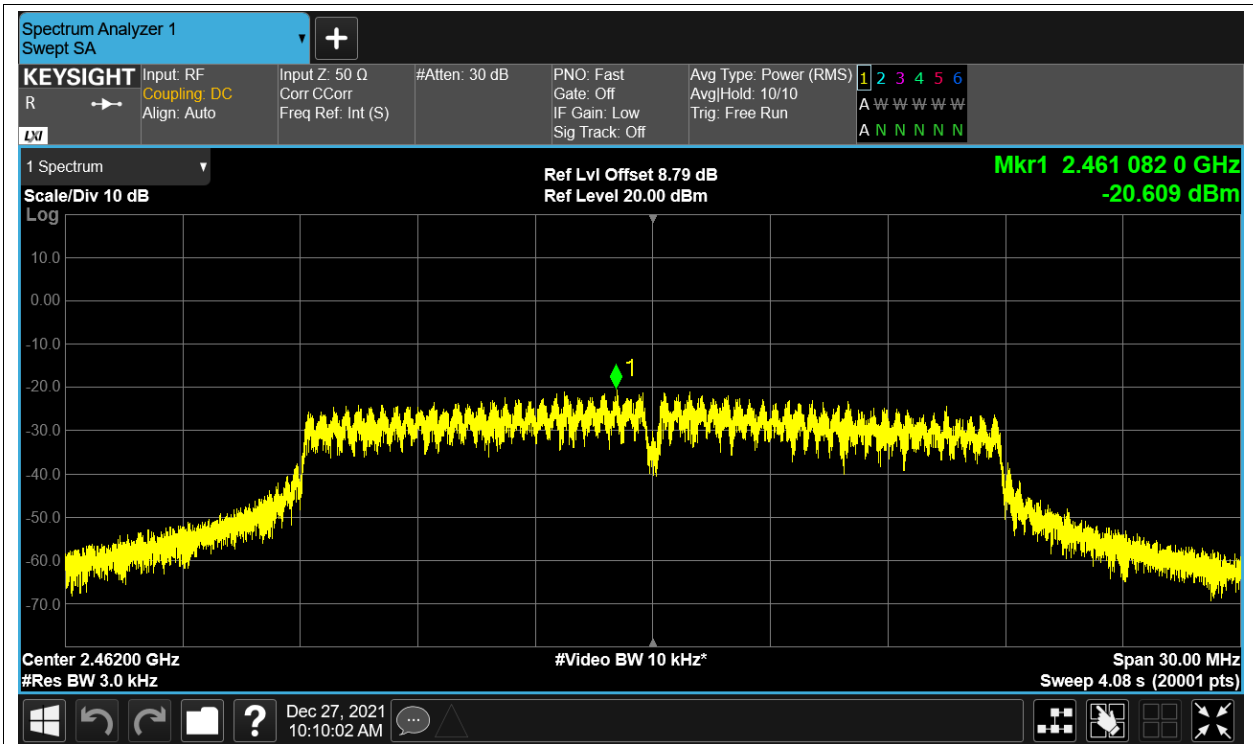 Spectrum Analyzer 1
Swept SA
KEYSIGHT
R
LXI
Input: RF
Coupling: DC
Align: Auto
Input Z: 50 Ω
Corr CCorr
Freq Ref: Int (S)
#Atten: 30 dB
PNO: Fast
Gate: Off
IF Gain: Low
Sig Track: Off
Avg Type: Power (RMS)
Avg|Hold: 10/10
Trig: Free Run
1 2 3 4 5 6
A W W W W W
A N N N N N
1 Spectrum
Scale/Div 10 dB
Log
Ref Lvl Offset 8.79 dB
Ref Level 20.00 dBm
Mkr1 2.461 082 0 GHz
-20.609 dBm
10.0
0.00
-10.0
-20.0
-30.0
-40.0
-50.0
-60.0
-70.0
1
Center 2.46200 GHz
#Res BW 3.0 kHz
#Video BW 10 kHz*
Span 30.00 MHz
Sweep 4.08 s (20001 pts)
?
Dec 27, 2021
10:10:02 AM